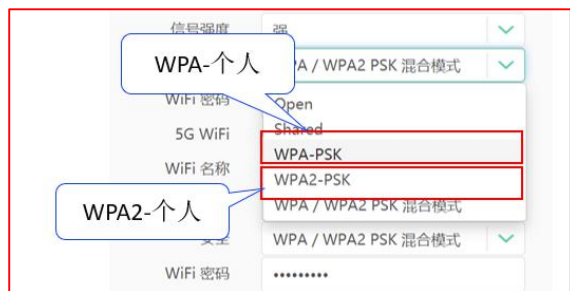 信号强度 强
WPA-个人
PA / WPA2 PSK 混合模式
WiFi 密码
Open
5G WiFi
Shared
WPA-PSK
WiFi 名称
WPA2-PSK
WPA2-个人
WPA / WPA2 PSK 混合模式
安全 WPA / WPA2 PSK 混合模式
WiFi 密码 •••••••••